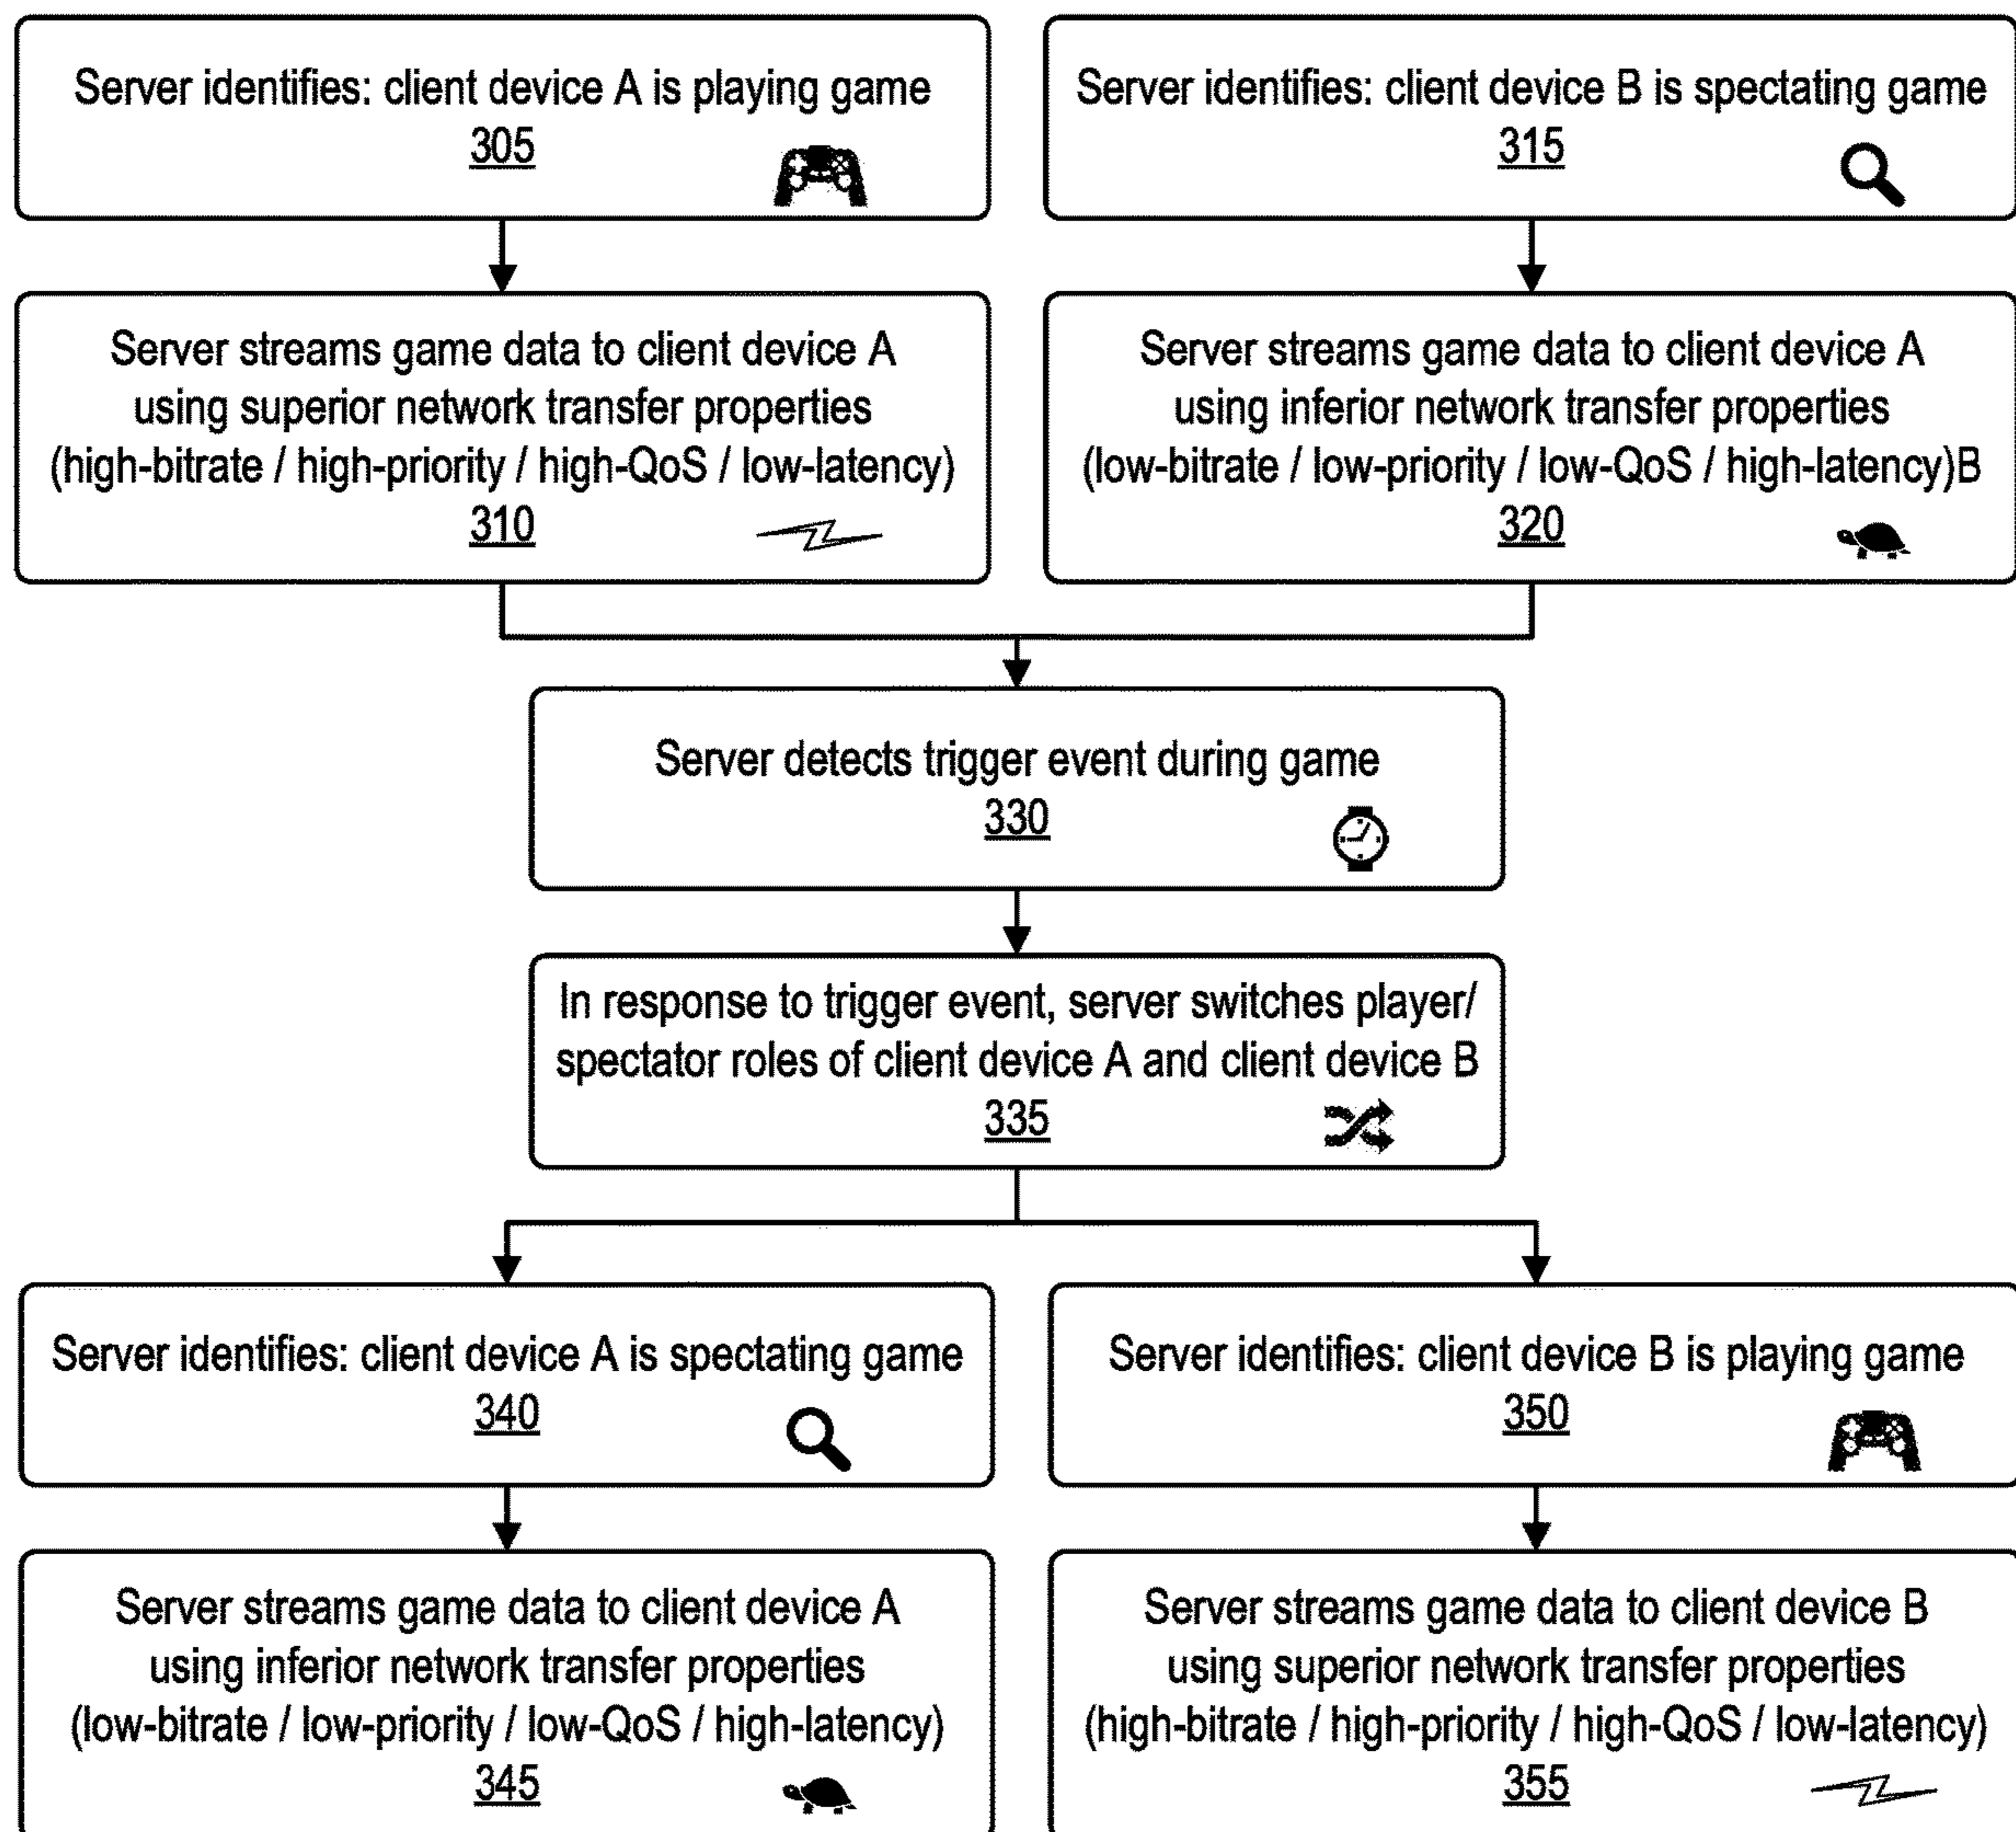 Server identifies: client device A is playing game
305
Server identifies: client device B is spectating game
315
Server streams game data to client device A
using superior network transfer properties
(high-bitrate / high-priority / high-QoS / low-latency)
310
Server streams game data to client device A
using inferior network transfer properties
(low-bitrate / low-priority / low-QoS / high-latency)B
320
Server detects trigger event during game
330
In response to trigger event, server switches player/
spectator roles of client device A and client device B
335
Server identifies: client device A is spectating game
340
Server identifies: client device B is playing game
350
Server streams game data to client device A
using inferior network transfer properties
(low-bitrate / low-priority / low-QoS / high-latency)
345
Server streams game data to client device B
using superior network transfer properties
(high-bitrate / high-priority / high-QoS / low-latency)
355